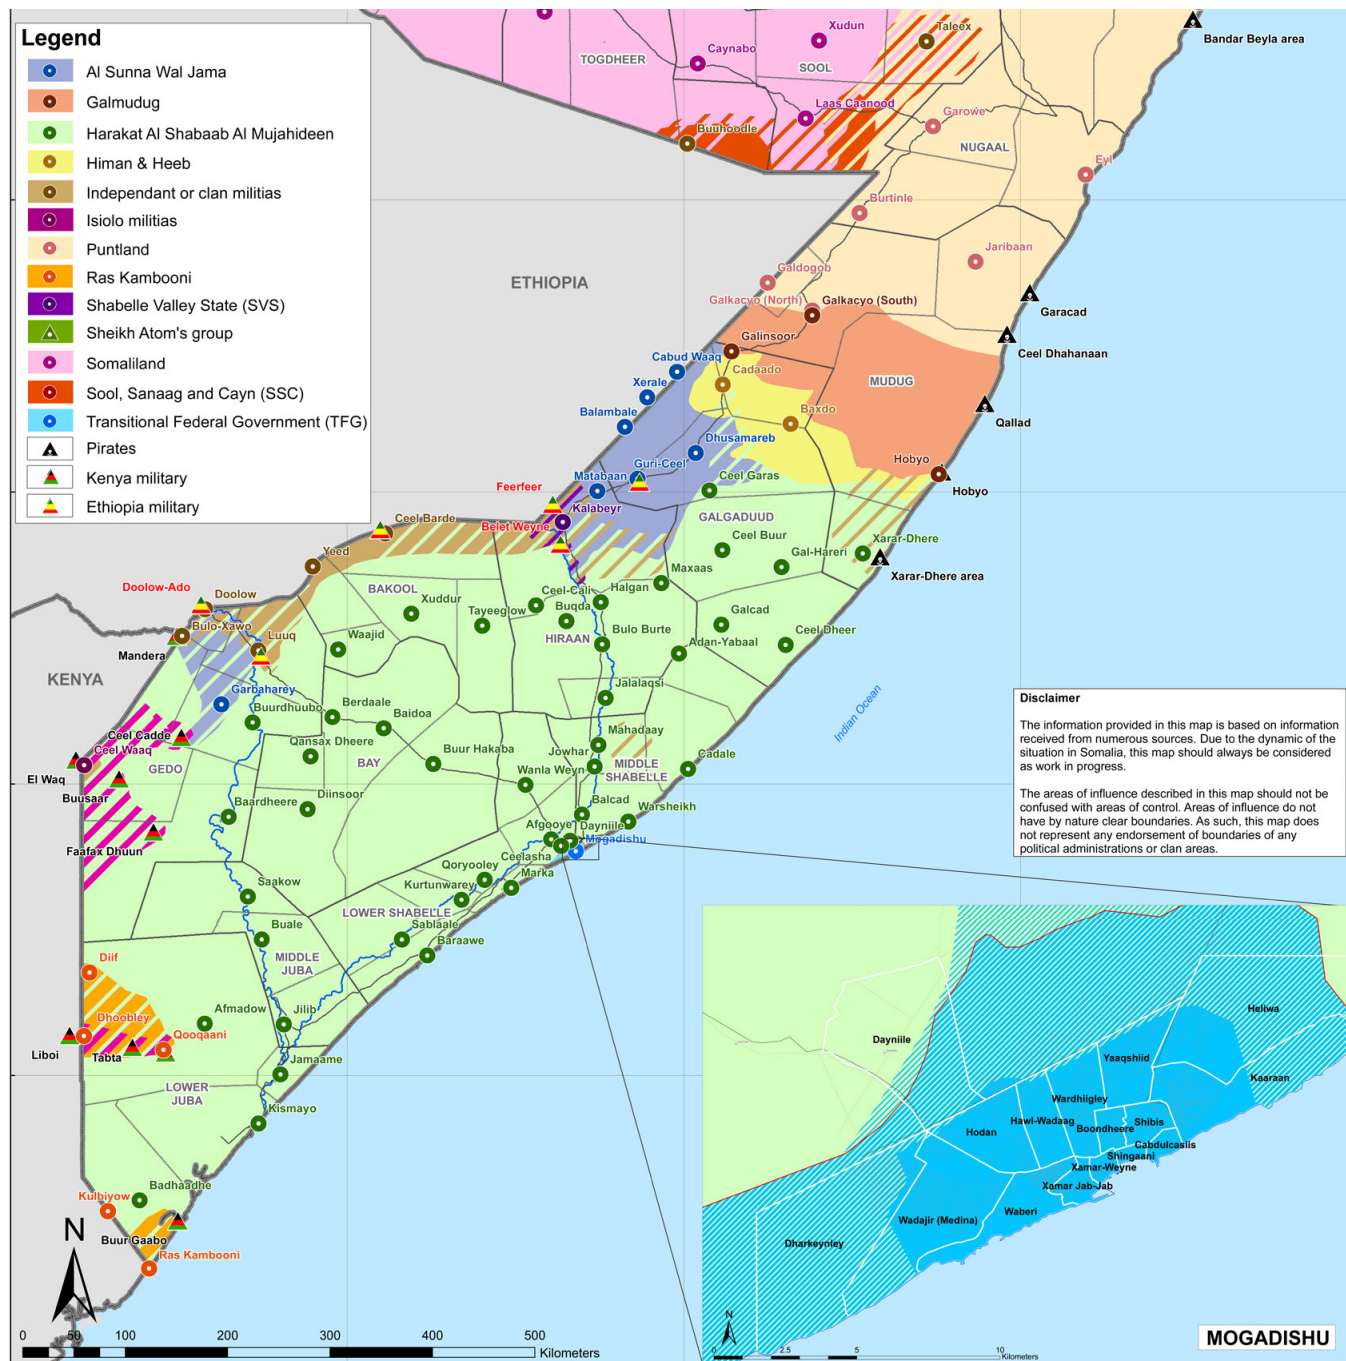 Legend
Al Sunna Wal Jama
Galmudug
Harakat Al Shabaab Al Mujahideen
Himan & Heeb
Independant or clan militias
Isiolo militias
Puntland
Ras Kambooni
Shabelle Valley State (SVS)
Sheikh Atom's group
Somaliland
Sool, Sanaag and Cayn (SSC)
Transitional Federal Government (TFG)
Pirates
Kenya military
Ethiopia military
TOGDHEER
Caynabo
Xudun
SOOL
Taleex
Bandar Beyla area
Laas Caanood
Buuhoodle
Garowe
NUGAAL
Eyl
Burtinle
Jaribaan
ETHIOPIA
Galdogob
Galkacyo (North)
Galkacyo (South)
Garacad
Galinsoor
Ceel Dhahanaan
Cabud Waaq
Cadaado
MUDUG
Xerale
Qallad
Balambale
Baxdo
Dhusamareb
Guri-Ceel
Hobyo
Matabaan
Ceel Garas
Hobyo
Feerfeer
Kalabeyr
GALGADUUD
Belet Weyne
Ceel Barde
Ceel Buur
Xarar-Dhere
Yeed
Gal-Hareri
Xarar-Dhere area
Maxaas
Doolow-Ado
Doolow
BAKOOL
Ceel-Cali
Halgan
Xuddur
Buqda
Tayeeglow
Galcad
Bulo-Xawo
HIRAAN
Bulo Burte
Ceel Dheer
Luuq
Waajid
Adan-Yabaal
Mandera
KENYA
Garbaharey
Jalalaqsi
Indian Ocean
Buurdhuubo
Berdaale
Baidoa
Mahadaay
Ceel Cadde
Ceel Waaq
Qansax Dheere
Jowhar
Cadale
GEDO
BAY
Buur Hakaba
MIDDLE
SHABELLE
El Waq
Wanla Weyn
Buusaar
Baardheere
Diinsoor
Balcad
Warsheikh
Afgooye
Dayniile
Mogadishu
Faafax Dhuun
Ceelasha
Qoryooley
Marka
Saakow
Kurtunwarey
LOWER SHABELLE
Buale
Sablaale
Baraawe
MIDDLE
JUBA
Diif
Afmadow
Jilib
Dhoobley
Qooqaani
Liboi
Tabta
Jamaame
LOWER
JUBA
Kismayo
Badhaadhe
Kulbiyow
Buur Gaabo
Ras Kambooni
N
0 50 100 200 300 400 500
Kilometers
Disclaimer
The information provided in this map is based on information
received from numerous sources. Due to the dynamic of the
situation in Somalia, this map should always be considered
as work in progress.
The areas of influence described in this map should not be
confused with areas of control. Areas of influence do not
have by nature clear boundaries. As such, this map does
not represent any endorsement of boundaries of any
political administrations or clan areas.
Dayniile
Heliwa
Yaaqshiid
Kaaraan
Wardhiigley
Hawl-Wadaag
Hodan
Boondheere
Shibis
Cabdulcasiis
Shingaani
Xamar-Weyne
Xamar Jab-Jab
Waberi
Wadajir (Medina)
Dharkeynley
N
0 2.5 5 10
Kilometers
MOGADISHU